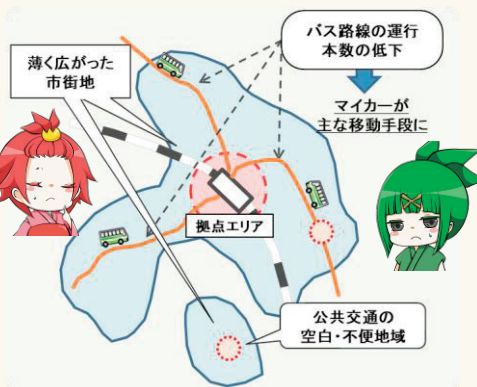 薄く広がった
市街地
バス路線の運行
本数の低下
マイカーが
主な移動手段に
拠点エリア
公共交通の
空白・不便地域